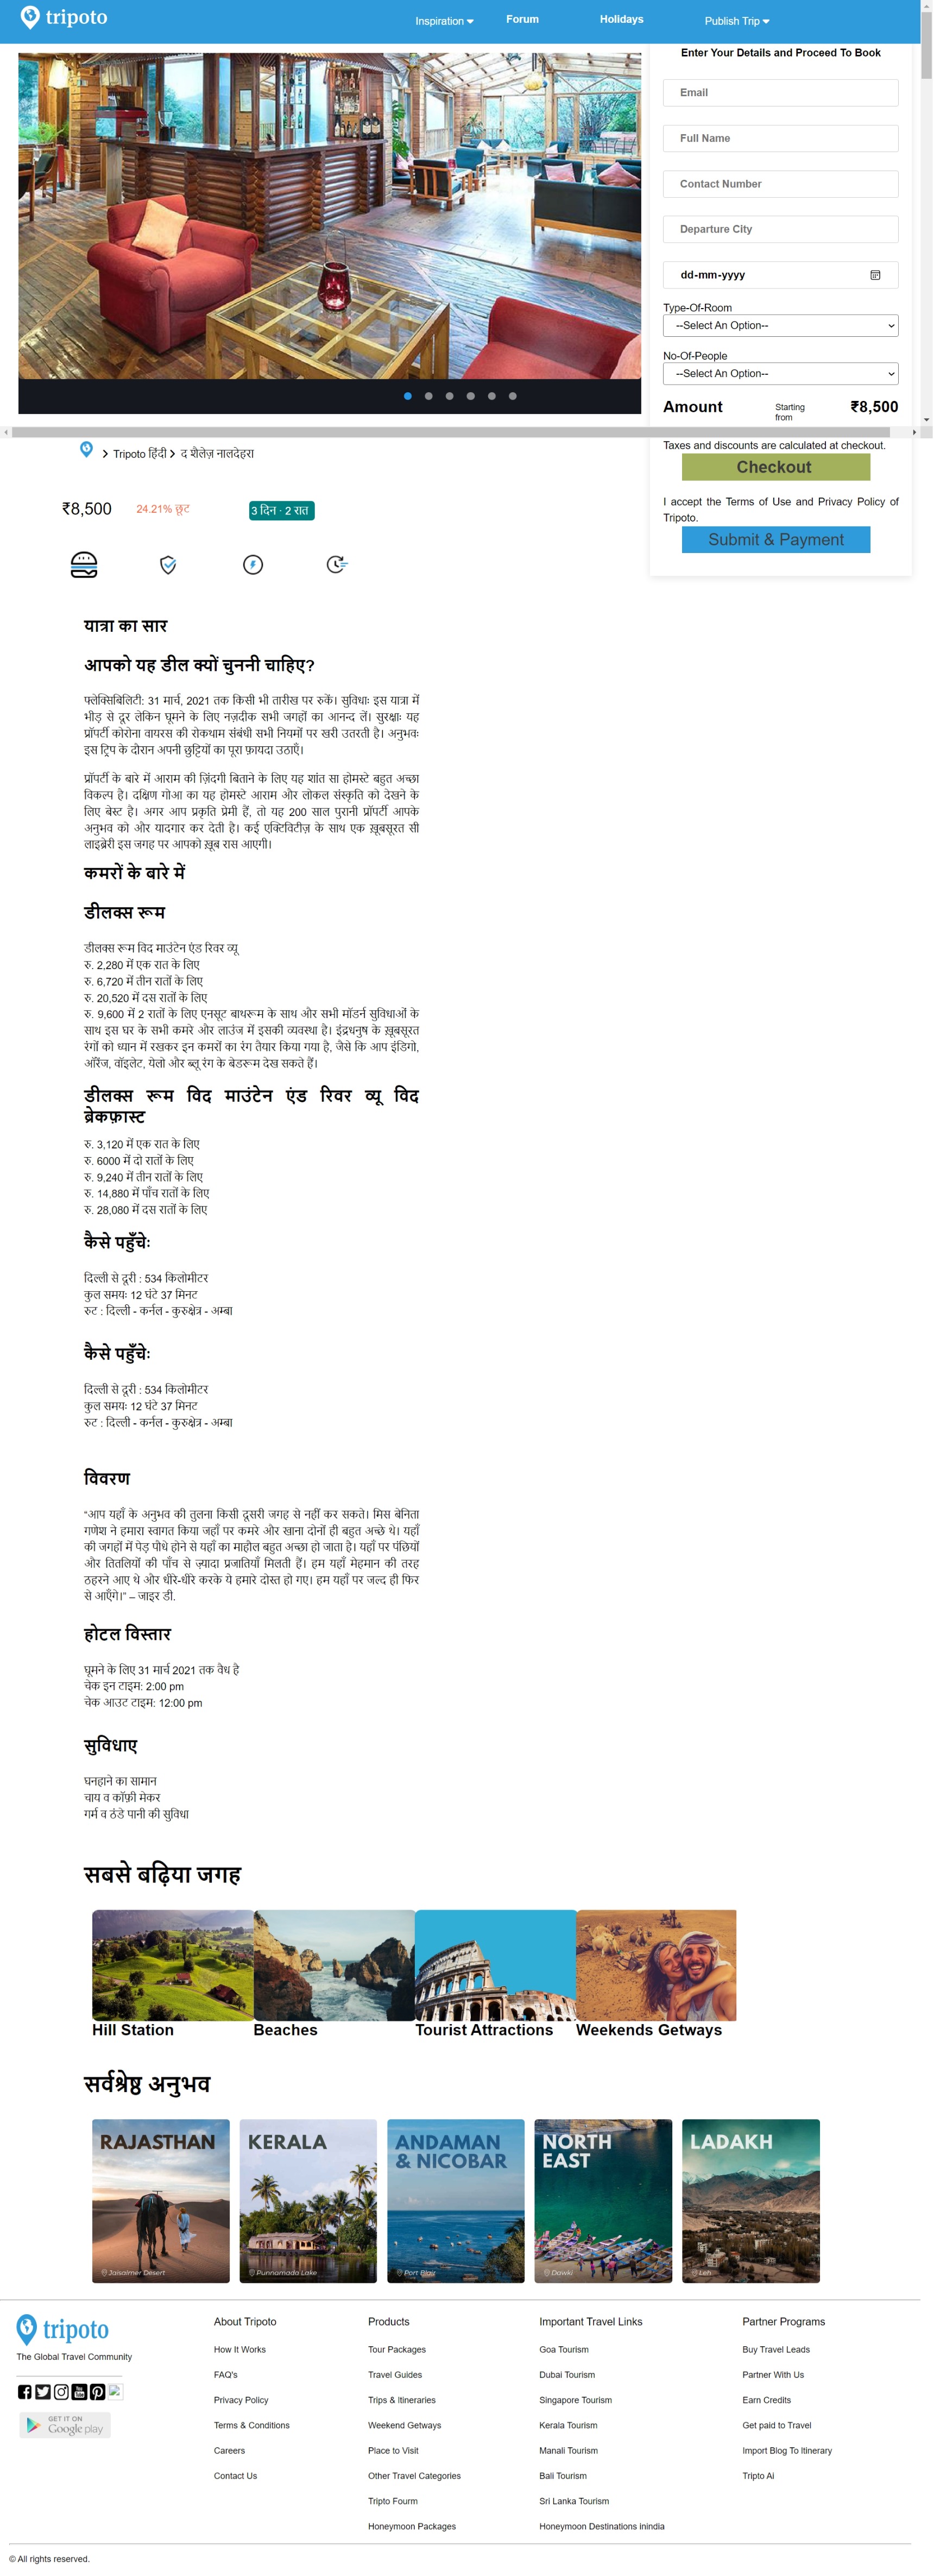 tripoto
Inspiration
Forum
Holidays
Publish Trip
Enter Your Details and Proceed To Book
Email
Full Name
Contact Number
Departure City
dd-mm-yyyy
Type-Of-Room
--Select An Option--
No-Of-People
--Select An Option--
Amount
Starting from
₹8,500
Taxes and discounts are calculated at checkout.
Checkout
I accept the Terms of Use and Privacy Policy of
Tripoto.
Submit & Payment
Tripoto हिंदी
द शैलेज़ नालदेहरा
₹8,500
24.21% छूट
3 दिन · 2 रात
यात्रा का सार
आपको यह डील क्यों चुननी चाहिए?
फ्लेक्सिबिलिटी: 31 मार्च, 2021 तक किसी भी तारीख पर रुकें। सुविधाः इस यात्रा में
भीड़ से दूर लेकिन घूमने के लिए नज़दीक सभी जगहों का आनन्द लें। सुरक्षाः यह
प्रॉपर्टी कोरोना वायरस की रोकथाम संबंधी सभी नियमों पर खरी उतरती है। अनुभवः
इस ट्रिप के दौरान अपनी छुट्टियों का पूरा फ़ायदा उठाएँ।
प्रॉपर्टी के बारे में आराम की ज़िंदगी बिताने के लिए यह शांत सा होमस्टे बहुत अच्छा
विकल्प है। दक्षिण गोआ का यह होमस्टे आराम और लोकल संस्कृति को देखने के
लिए बेस्ट है। अगर आप प्रकृति प्रेमी हैं, तो यह 200 साल पुरानी प्रॉपर्टी आपके
अनुभव को और यादगार कर देती है। कई एक्टिविटीज़ के साथ एक ख़ूबसूरत सी
लाइब्रेरी इस जगह पर आपको ख़ूब रास आएगी।
कमरों के बारे में
डीलक्स रूम
डीलक्स रूम विद माउंटेन एंड रिवर व्यू
रु. 2,280 में एक रात के लिए
रु. 6,720 में तीन रातों के लिए
रु. 20,520 में दस रातों के लिए
रु. 9,600 में 2 रातों के लिए एनसूट बाथरूम के साथ और सभी मॉडर्न सुविधाओं के
साथ इस घर के सभी कमरे और लाउंज में इसकी व्यवस्था है। इंद्रधनुष के ख़ूबसूरत
रंगों को ध्यान में रखकर इन कमरों का रंग तैयार किया गया है, जैसे कि आप इंडिगो,
ऑरेंज, वॉइलेट, येलो और ब्लू रंग के बेडरूम देख सकते हैं।
डीलक्स रूम विद माउंटेन एंड रिवर व्यू विद
ब्रेकफ़ास्ट
रु. 3,120 में एक रात के लिए
रु. 6000 में दो रातों के लिए
रु. 9,240 में तीन रातों के लिए
रु. 14,880 में पाँच रातों के लिए
रु. 28,080 में दस रातों के लिए
कैसे पहुँचेः
दिल्ली से दूरी : 534 किलोमीटर
कुल समयः 12 घंटे 37 मिनट
रुट : दिल्ली - कर्नल - कुरुक्षेत्र - अम्बा
कैसे पहुँचेः
दिल्ली से दूरी : 534 किलोमीटर
कुल समयः 12 घंटे 37 मिनट
रुट : दिल्ली - कर्नल - कुरुक्षेत्र - अम्बा
विवरण
"आप यहाँ के अनुभव की तुलना किसी दूसरी जगह से नहीं कर सकते। मिस बेनिता
गणेश ने हमारा स्वागत किया जहाँ पर कमरे और खाना दोनों ही बहुत अच्छे थे। यहाँ
की जगहों में पेड़ पोधे होने से यहाँ का माहौल बहुत अच्छा हो जाता है। यहाँ पर पंछियों
और तितलियों की पाँच से ज़्यादा प्रजातियाँ मिलती हैं। हम यहाँ मेहमान की तरह
ठहरने आए थे और धीरे-धीरे करके ये हमारे दोस्त हो गए। हम यहाँ पर जल्द ही फिर
से आएँगे।" – जाइर डी.
होटल विस्तार
घूमने के लिए 31 मार्च 2021 तक वैध है
चेक इन टाइम: 2:00 pm
चेक आउट टाइम: 12:00 pm
सुविधाए
घनहाने का सामान
चाय व कॉफ़ी मेकर
गर्म व ठंडे पानी की सुविधा
सबसे बढ़िया जगह
Hill Station
Beaches
Tourist Attractions
Weekends Getways
सर्वश्रेष्ठ अनुभव
RAJASTHAN
Jaisalmer Desert
KERALA
Punnamada Lake
ANDAMAN
& NICOBAR
Port Blair
NORTH
EAST
Dawki
LADAKH
Leh
tripoto
The Global Travel Community
GET IT ON
Google play
About Tripoto
How It Works
FAQ's
Privacy Policy
Terms & Conditions
Careers
Contact Us
Products
Tour Packages
Travel Guides
Trips & Itineraries
Weekend Getways
Place to Visit
Other Travel Categories
Tripto Fourm
Honeymoon Packages
Important Travel Links
Goa Tourism
Dubai Tourism
Singapore Tourism
Kerala Tourism
Manali Tourism
Bali Tourism
Sri Lanka Tourism
Honeymoon Destinations inindia
Partner Programs
Buy Travel Leads
Partner With Us
Earn Credits
Get paid to Travel
Import Blog To Itinerary
Tripto Ai
© All rights reserved.